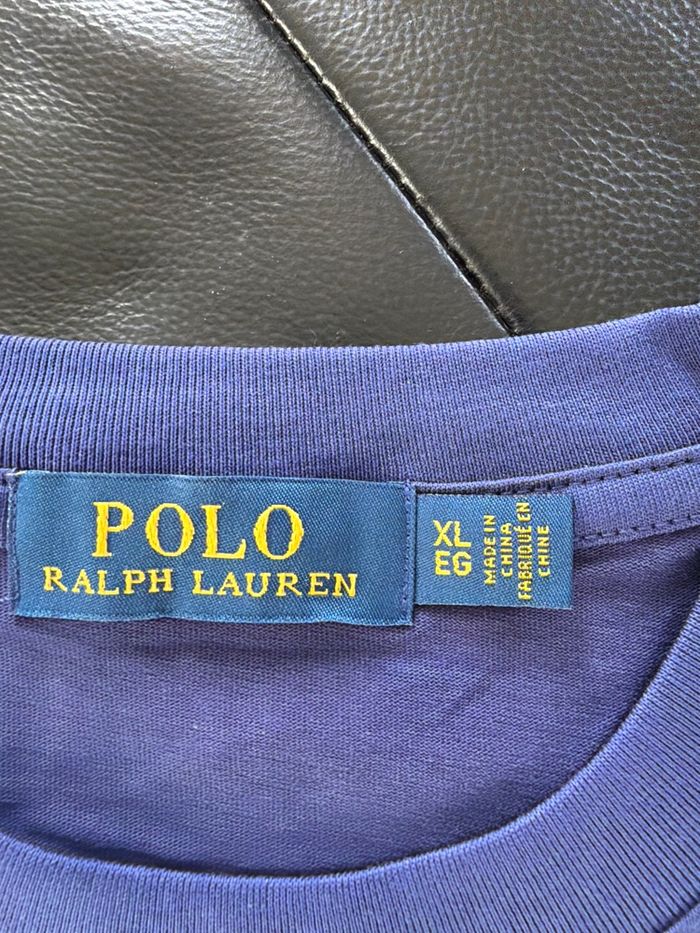 POLO
RALPH LAUREN
XL
EG
MADE IN
CHINA
FABRIQUÉ EN
CHINE